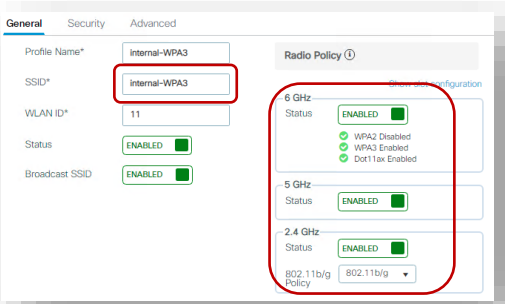 General Security Advanced
Profile Name* internal-WPA3
SSID* internal-WPA3
WLAN ID* 11
Status ENABLED
Broadcast SSID ENABLED
Radio Policy i
Show slot configuration
6 GHz
Status ENABLED
WPA2 Disabled
WPA3 Enabled
Dot11ax Enabled
5 GHz
Status ENABLED
2.4 GHz
Status ENABLED
802.11b/g Policy 802.11b/g